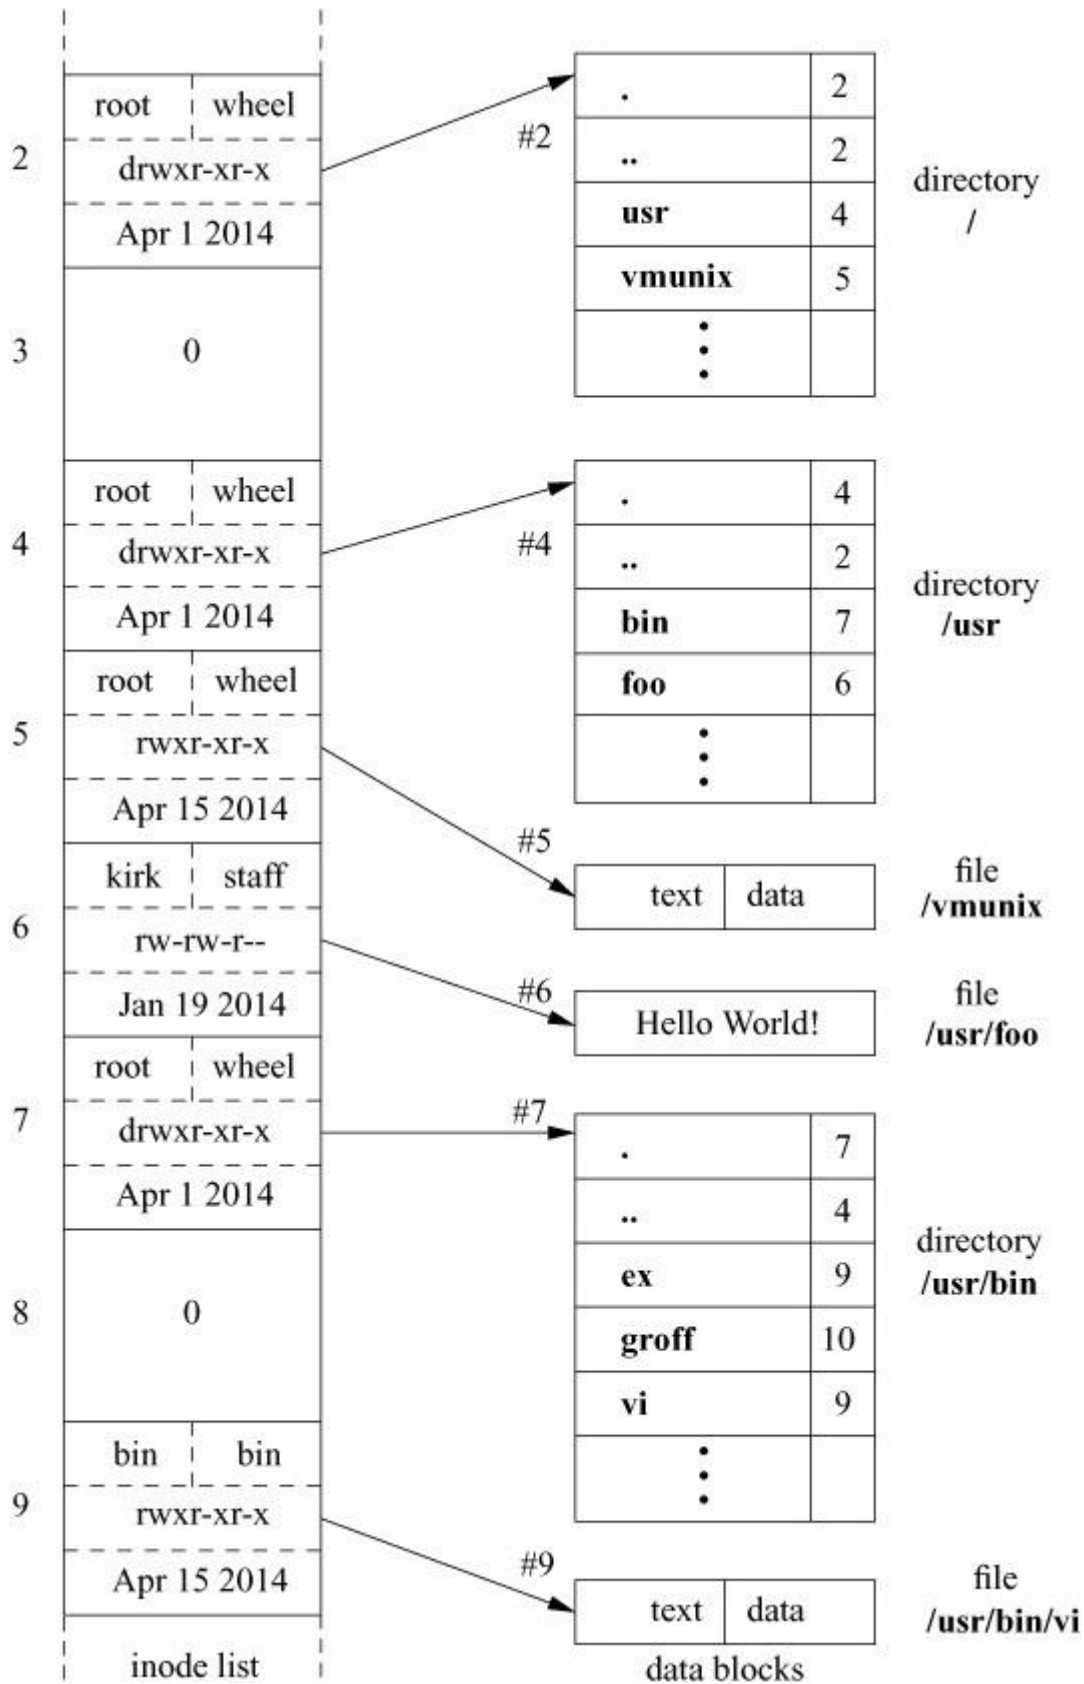 root wheel
2
drwxr-xr-x
Apr 1 2014
3
0
root wheel
4
drwxr-xr-x
Apr 1 2014
root wheel
5
rwxr-xr-x
Apr 15 2014
kirk staff
6
rw-rw-r--
Jan 19 2014
root wheel
7
drwxr-xr-x
Apr 1 2014
8
0
bin bin
9
rwxr-xr-x
Apr 15 2014
inode list
#2
. 2
.. 2
usr 4
vmunix 5
directory
/
#4
. 4
.. 2
bin 7
foo 6
directory
/usr
#5
text data
file
/vmunix
#6
Hello World!
file
/usr/foo
#7
. 7
.. 4
ex 9
groff 10
vi 9
directory
/usr/bin
#9
text data
file
/usr/bin/vi
data blocks